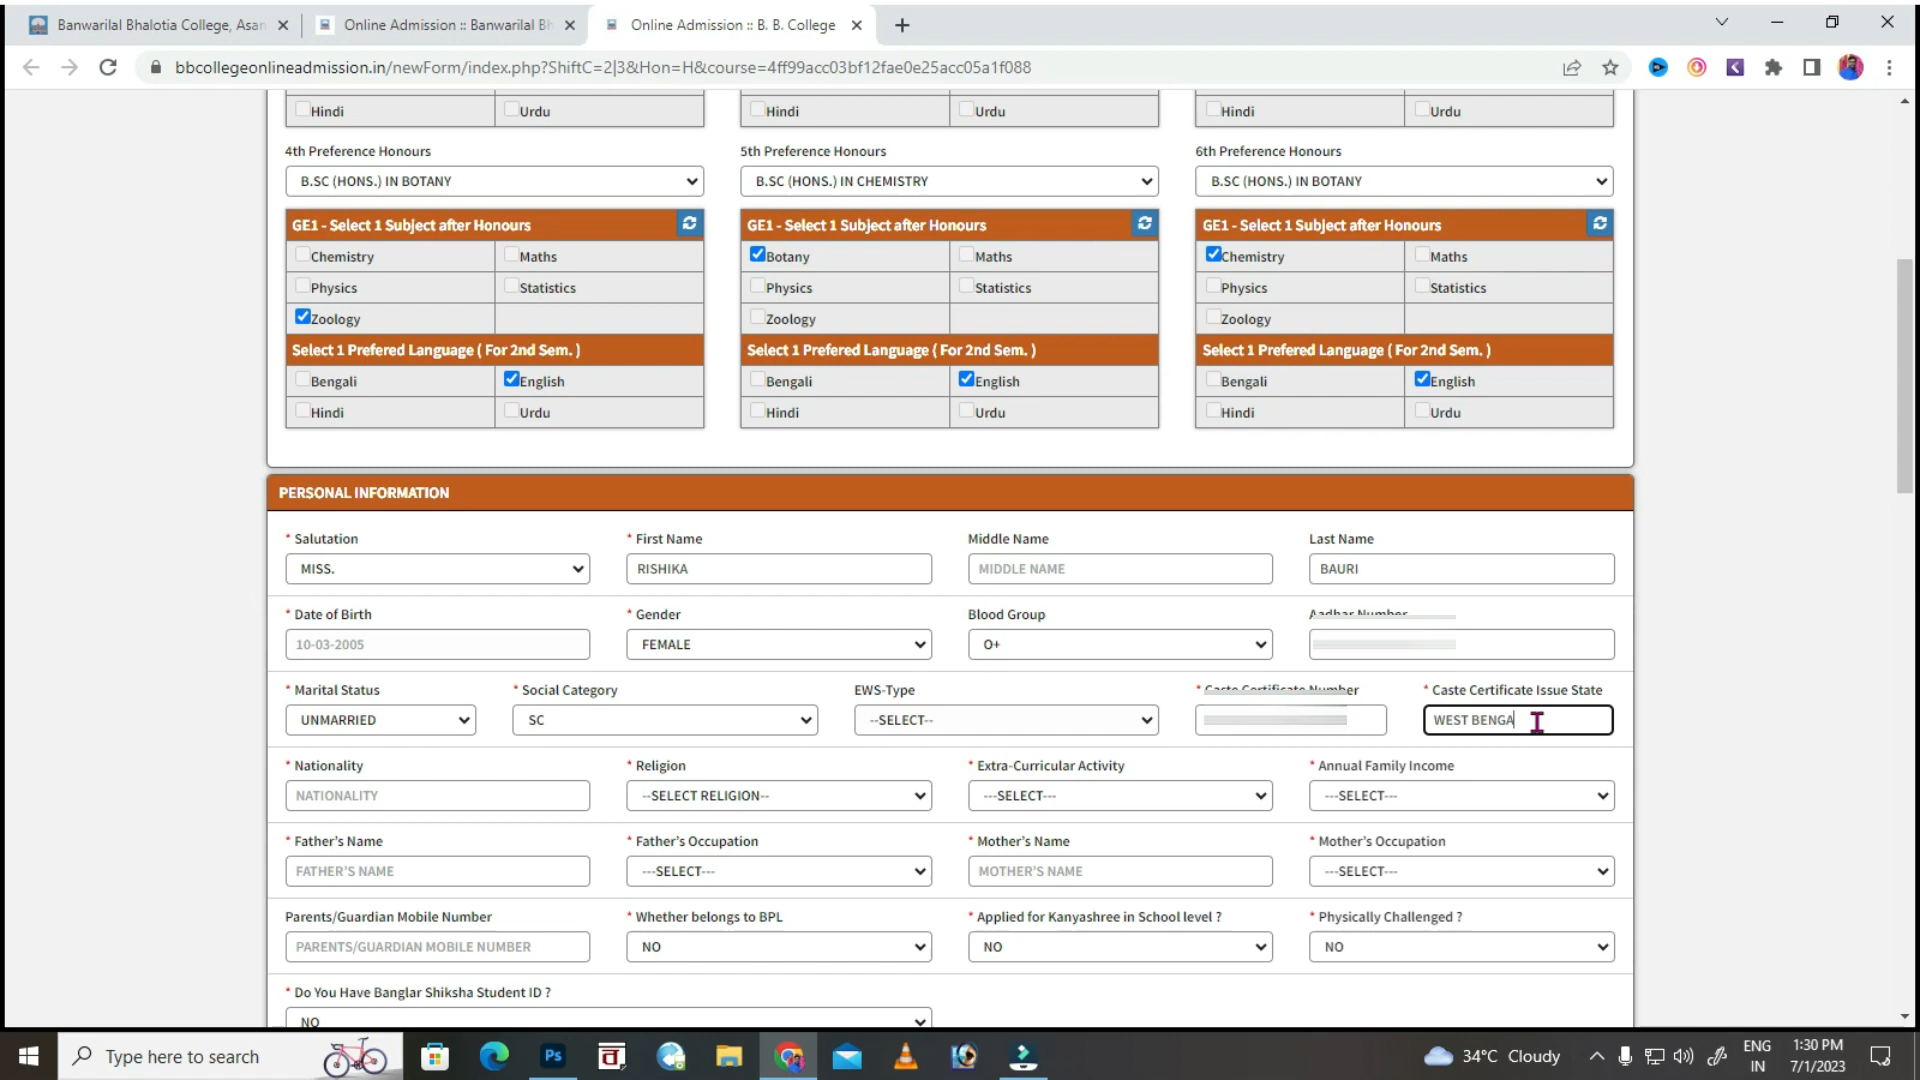 Banwarilal Bhalotia College, Asan
Online Admission :: Banwarilal Bh
Online Admission :: B. B. College
bbcollegeonlineadmission.in/newForm/index.php?ShiftC=2|3&Hon=H&course=4ff99acc03bf12fae0e25acc05a1f088
Hindi Urdu Hindi Urdu Hindi Urdu
4th Preference Honours 5th Preference Honours 6th Preference Honours
B.SC (HONS.) IN BOTANY B.SC (HONS.) IN CHEMISTRY B.SC (HONS.) IN BOTANY
GE1 - Select 1 Subject after Honours GE1 - Select 1 Subject after Honours GE1 - Select 1 Subject after Honours
Chemistry Maths Botany Maths Chemistry Maths
Physics Statistics Physics Statistics Physics Statistics
Zoology Zoology Zoology
Select 1 Prefered Language ( For 2nd Sem. ) Select 1 Prefered Language ( For 2nd Sem. ) Select 1 Prefered Language ( For 2nd Sem. )
Bengali English Bengali English Bengali English
Hindi Urdu Hindi Urdu Hindi Urdu
PERSONAL INFORMATION
* Salutation * First Name Middle Name Last Name
MISS. RISHIKA MIDDLE NAME BAURI
* Date of Birth * Gender Blood Group Aadhar Number
10-03-2005 FEMALE O+
* Marital Status * Social Category EWS-Type * Caste Certificate Number * Caste Certificate Issue State
UNMARRIED SC --SELECT-- WEST BENGA
* Nationality * Religion * Extra-Curricular Activity * Annual Family Income
NATIONALITY --SELECT RELIGION-- ---SELECT--- ---SELECT---
* Father's Name * Father's Occupation * Mother's Name * Mother's Occupation
FATHER'S NAME ---SELECT--- MOTHER'S NAME ---SELECT---
Parents/Guardian Mobile Number * Whether belongs to BPL * Applied for Kanyashree in School level ? * Physically Challenged ?
PARENTS/GUARDIAN MOBILE NUMBER NO NO NO
* Do You Have Banglar Shiksha Student ID ?
NO
Type here to search
Ps
34°C Cloudy
ENG
IN
1:30 PM
7/1/2023